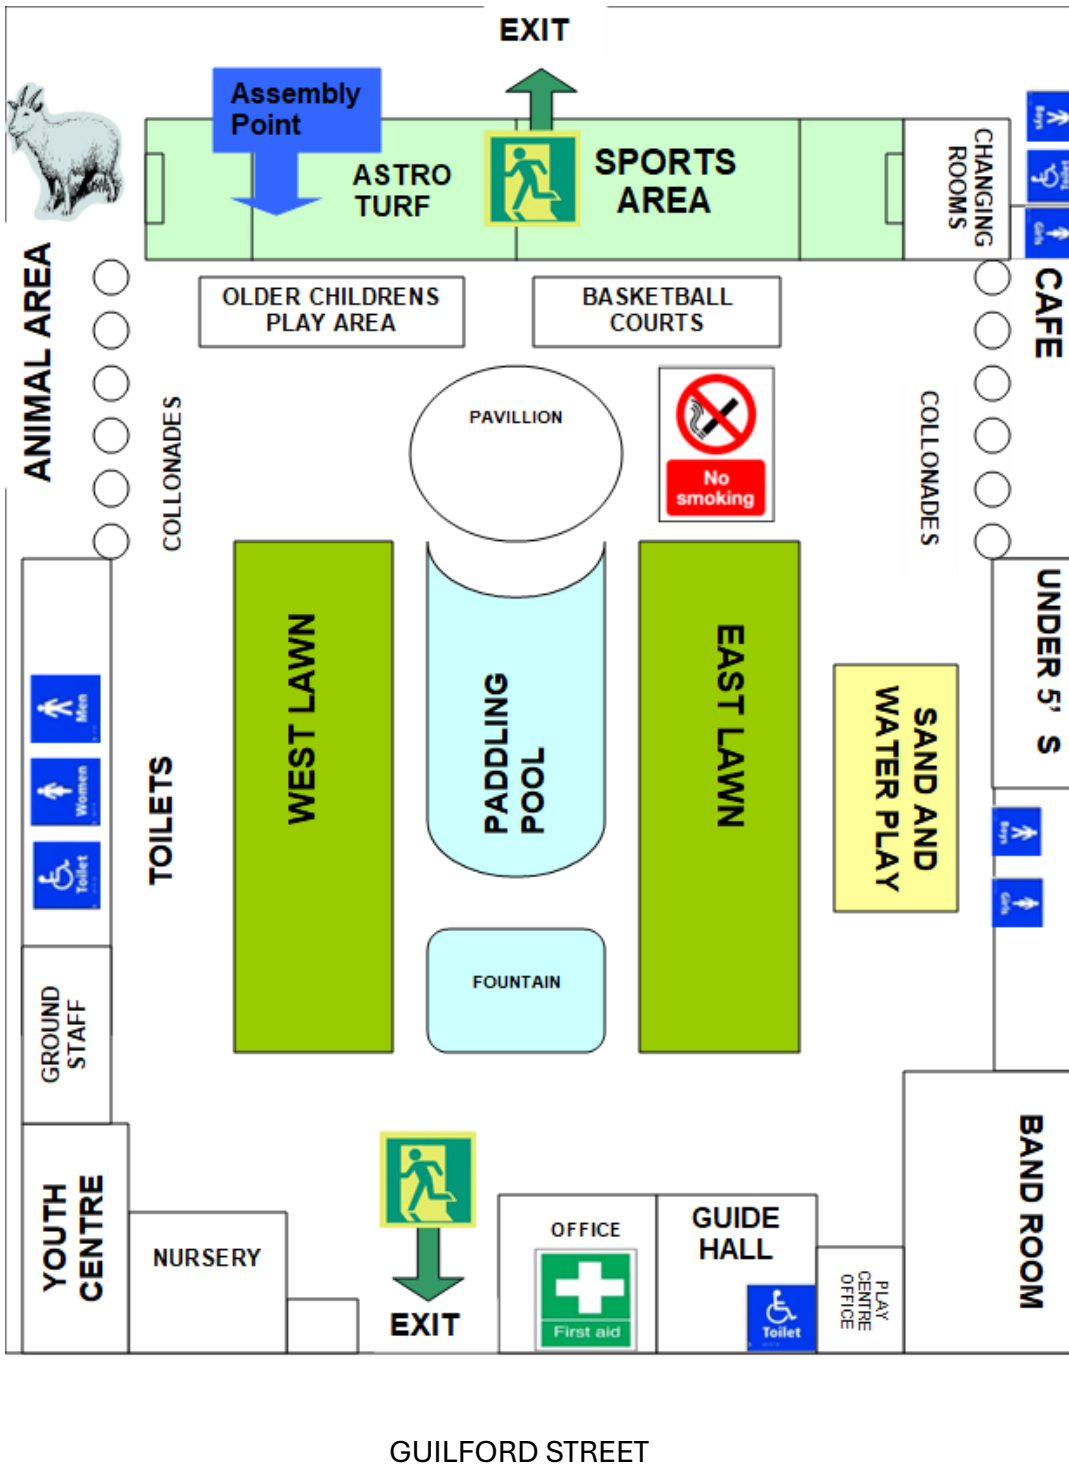 EXIT
Assembly
Point
ASTRO
TURF
SPORTS
AREA
CHANGING
ROOMS
Boys
Toilet
Girls
ANIMAL AREA
OLDER CHILDRENS
PLAY AREA
BASKETBALL
COURTS
CAFE
COLLONADES
PAVILLION
No
smoking
COLLONADES
WEST LAWN
PADDLING
POOL
EAST LAWN
SAND AND
WATER PLAY
UNDER 5' S
Men
Women
Toilet
TOILETS
Boys
Girls
FOUNTAIN
GROUND
STAFF
YOUTH
CENTRE
NURSERY
EXIT
OFFICE
First aid
GUIDE
HALL
Toilet
PLAY
CENTRE
OFFICE
BAND ROOM
GUILFORD STREET